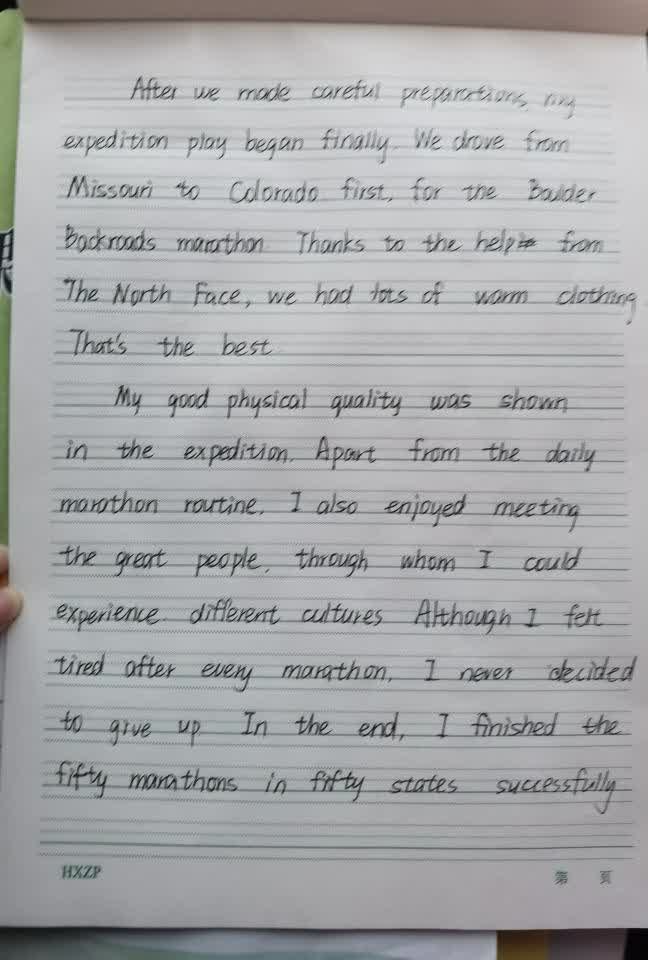 After we made careful preparations, my
expedition play began finally. We drove from
Missouri to Colorado first, for the Baulder
Backroads marathon. Thanks to the help from
The North Face, we had lots of warm clothing
That's the best
My good physical quality was shown
in the expedition. Apart from the daily
marathon routine, I also enjoyed meeting
the great people, through whom I could
experience different cultures Although I felt
tired after every marathon, I never decided
to give up In the end, I finished the
fifty marathons in fifty states successfully
HXZP
第 页